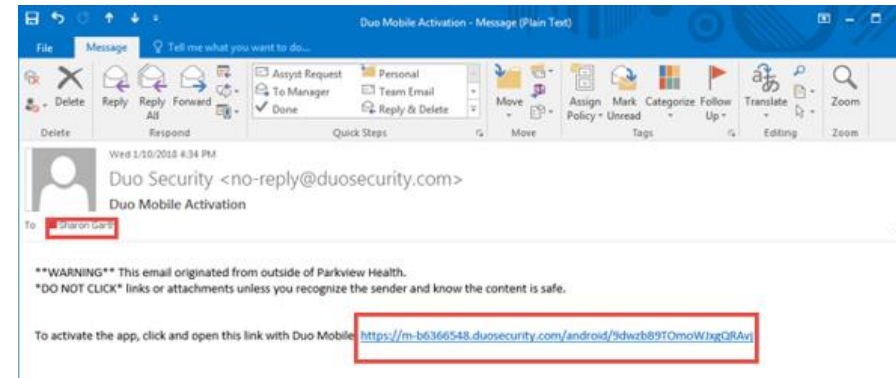 Duo Mobile Activation - Message (Plain Text)
File Message Tell me what you want to do...
Delete Reply Reply All Forward
Assyst Request Personal
To Manager Team Email
Done Reply & Delete
Move Assign Policy Mark Unread Categorize Follow Up Translate Zoom
Delete Respond Quick Steps Move Tags Editing Zoom
Wed 1/10/2018 4:34 PM
Duo Security <no-reply@duosecurity.com>
Duo Mobile Activation
To Sharon
**WARNING** This email originated from outside of Parkview Health.
*DO NOT CLICK* links or attachments unless you recognize the sender and know the content is safe.
To activate the app, click and open this link with Duo Mobile: https://m-b6366548.duosecurity.com/android/9dwzb89TOmoWJxgQRAvj